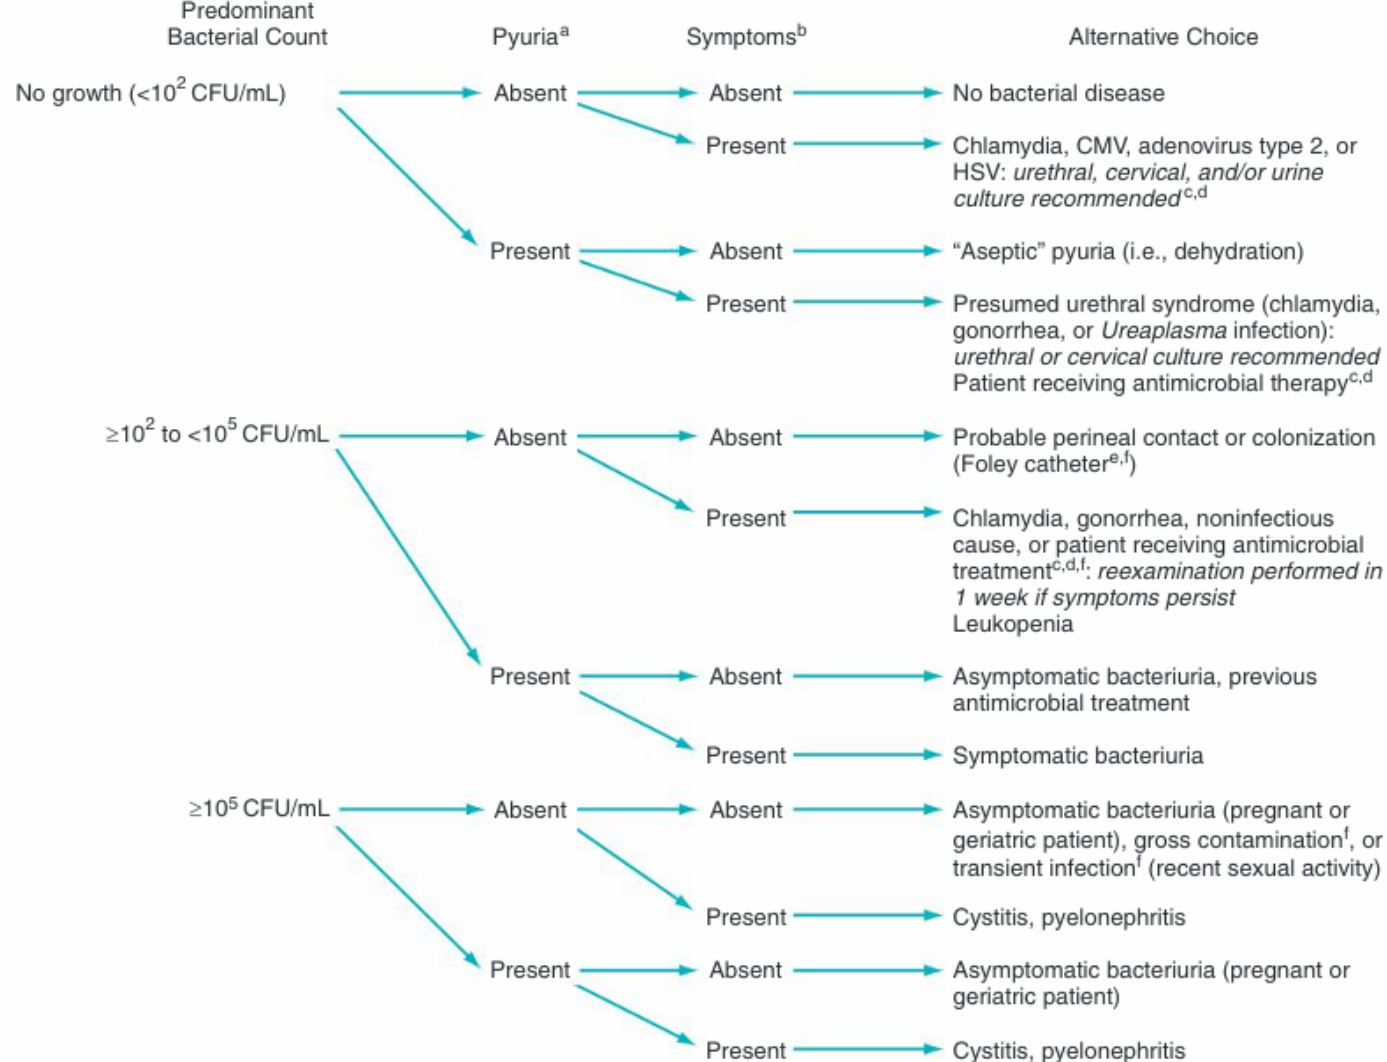 Predominant
Bacterial Count
Pyuriaᵃ
Symptomsᵇ
Alternative Choice
No growth (<10² CFU/mL)
Absent
Absent
No bacterial disease
Present
Chlamydia, CMV, adenovirus type 2, or
HSV: urethral, cervical, and/or urine
culture recommendedᶜ,ᵈ
Present
Absent
“Aseptic” pyuria (i.e., dehydration)
Present
Presumed urethral syndrome (chlamydia,
gonorrhea, or Ureaplasma infection):
urethral or cervical culture recommended
Patient receiving antimicrobial therapyᶜ,ᵈ
≥10² to <10⁵ CFU/mL
Absent
Absent
Probable perineal contact or colonization
(Foley catheterᵉ,ᶠ)
Present
Chlamydia, gonorrhea, noninfectious
cause, or patient receiving antimicrobial
treatmentᶜ,ᵈ,ᶠ: reexamination performed in
1 week if symptoms persist
Leukopenia
Present
Absent
Asymptomatic bacteriuria, previous
antimicrobial treatment
Present
Symptomatic bacteriuria
≥10⁵ CFU/mL
Absent
Absent
Asymptomatic bacteriuria (pregnant or
geriatric patient), gross contaminationᶠ, or
transient infectionᶠ (recent sexual activity)
Present
Cystitis, pyelonephritis
Present
Absent
Asymptomatic bacteriuria (pregnant or
geriatric patient)
Present
Cystitis, pyelonephritis